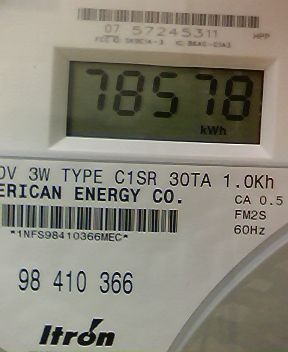 07 57245311
HPP
78578
kWh
0V 3W TYPE C1SR 30TA 1.0Kh
ERICAN ENERGY CO.
CA 0.5
FM2S
60Hz
*1NFS98410366MEC*
98 410 366
Itron